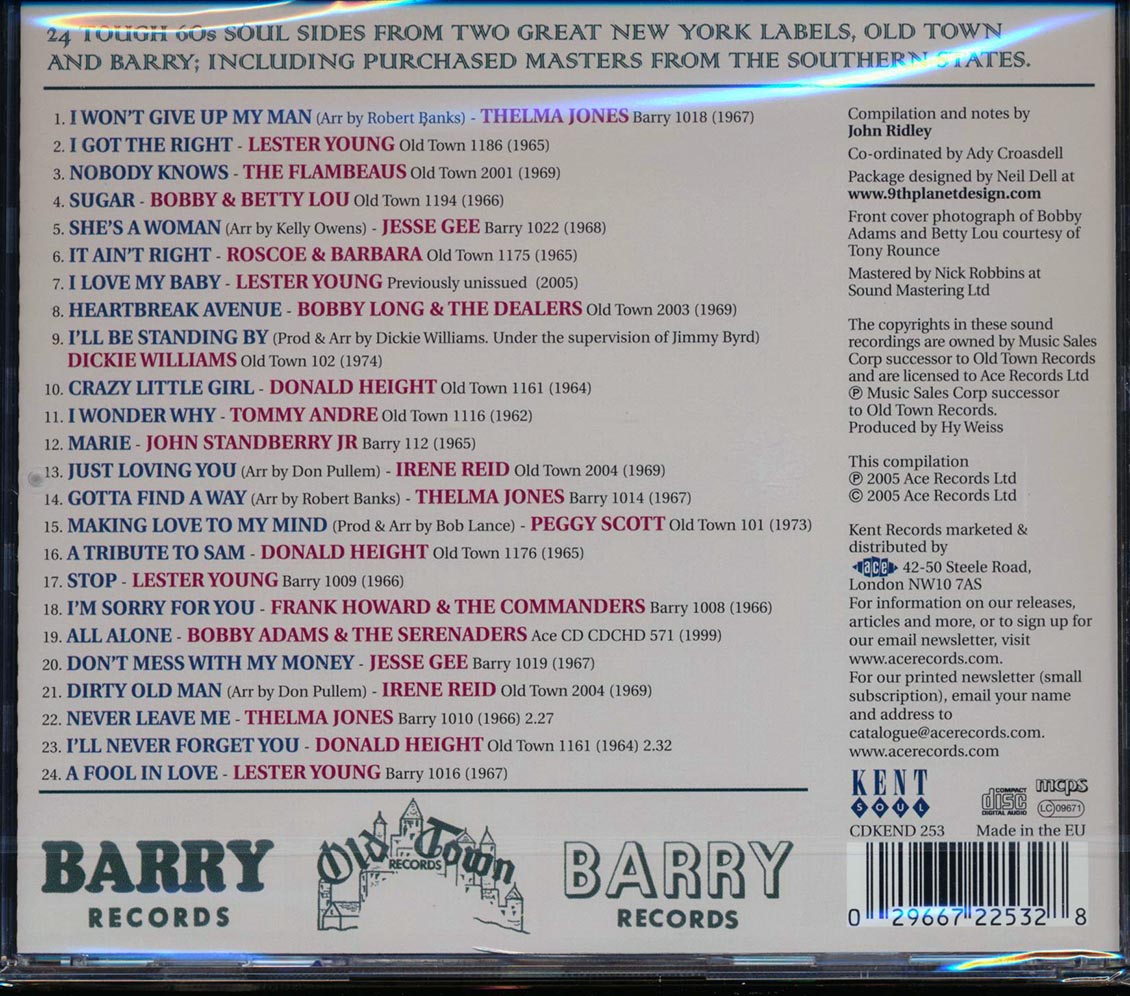 24 TOUGH 60s SOUL SIDES FROM TWO GREAT NEW YORK LABELS, OLD TOWN
AND BARRY; INCLUDING PURCHASED MASTERS FROM THE SOUTHERN STATES.
1. I WON'T GIVE UP MY MAN (Arr by Robert Banks) - THELMA JONES Barry 1018 (1967)
2. I GOT THE RIGHT - LESTER YOUNG Old Town 1186 (1965)
3. NOBODY KNOWS - THE FLAMBEAUS Old Town 2001 (1969)
4. SUGAR - BOBBY & BETTY LOU Old Town 1194 (1966)
5. SHE'S A WOMAN (Arr by Kelly Owens) - JESSE GEE Barry 1022 (1968)
6. IT AIN'T RIGHT - ROSCOE & BARBARA Old Town 1175 (1965)
7. I LOVE MY BABY - LESTER YOUNG Previously unissued (2005)
8. HEARTBREAK AVENUE - BOBBY LONG & THE DEALERS Old Town 2003 (1969)
9. I'LL BE STANDING BY (Prod & Arr by Dickie Williams. Under the supervision of Jimmy Byrd)
DICKIE WILLIAMS Old Town 102 (1974)
10. CRAZY LITTLE GIRL - DONALD HEIGHT Old Town 1161 (1964)
11. I WONDER WHY - TOMMY ANDRE Old Town 1116 (1962)
12. MARIE - JOHN STANDBERRY JR Barry 112 (1965)
13. JUST LOVING YOU (Arr by Don Pullem) - IRENE REID Old Town 2004 (1969)
14. GOTTA FIND A WAY (Arr by Robert Banks) - THELMA JONES Barry 1014 (1967)
15. MAKING LOVE TO MY MIND (Prod & Arr by Bob Lance) - PEGGY SCOTT Old Town 101 (1973)
16. A TRIBUTE TO SAM - DONALD HEIGHT Old Town 1176 (1965)
17. STOP - LESTER YOUNG Barry 1009 (1966)
18. I'M SORRY FOR YOU - FRANK HOWARD & THE COMMANDERS Barry 1008 (1966)
19. ALL ALONE - BOBBY ADAMS & THE SERENADERS Ace CD CDCHD 571 (1999)
20. DON'T MESS WITH MY MONEY - JESSE GEE Barry 1019 (1967)
21. DIRTY OLD MAN (Arr by Don Pullem) - IRENE REID Old Town 2004 (1969)
22. NEVER LEAVE ME - THELMA JONES Barry 1010 (1966) 2.27
23. I'LL NEVER FORGET YOU - DONALD HEIGHT Old Town 1161 (1964) 2.32
24. A FOOL IN LOVE - LESTER YOUNG Barry 1016 (1967)
Compilation and notes by
John Ridley
Co-ordinated by Ady Croasdell
Package designed by Neil Dell at
www.9thplanetdesign.com
Front cover photograph of Bobby
Adams and Betty Lou courtesy of
Tony Rounce
Mastered by Nick Robbins at
Sound Mastering Ltd
The copyrights in these sound
recordings are owned by Music Sales
Corp successor to Old Town Records
and are licensed to Ace Records Ltd
℗ Music Sales Corp successor
to Old Town Records.
Produced by Hy Weiss
This compilation
℗ 2005 Ace Records Ltd
© 2005 Ace Records Ltd
Kent Records marketed &
distributed by
ace 42-50 Steele Road,
London NW10 7AS
For information on our releases,
articles and more, or to sign up for
our email newsletter, visit
www.acerecords.com.
For our printed newsletter (small
subscription), email your name
and address to
catalogue@acerecords.com.
www.acerecords.com
KENT
SOUL
COMPACT
disc
DIGITAL AUDIO
mcps
LC 09671
CDKEND 253 Made in the EU
0 29667 22532 8
BARRY
RECORDS
Old Town
RECORDS
BARRY
RECORDS